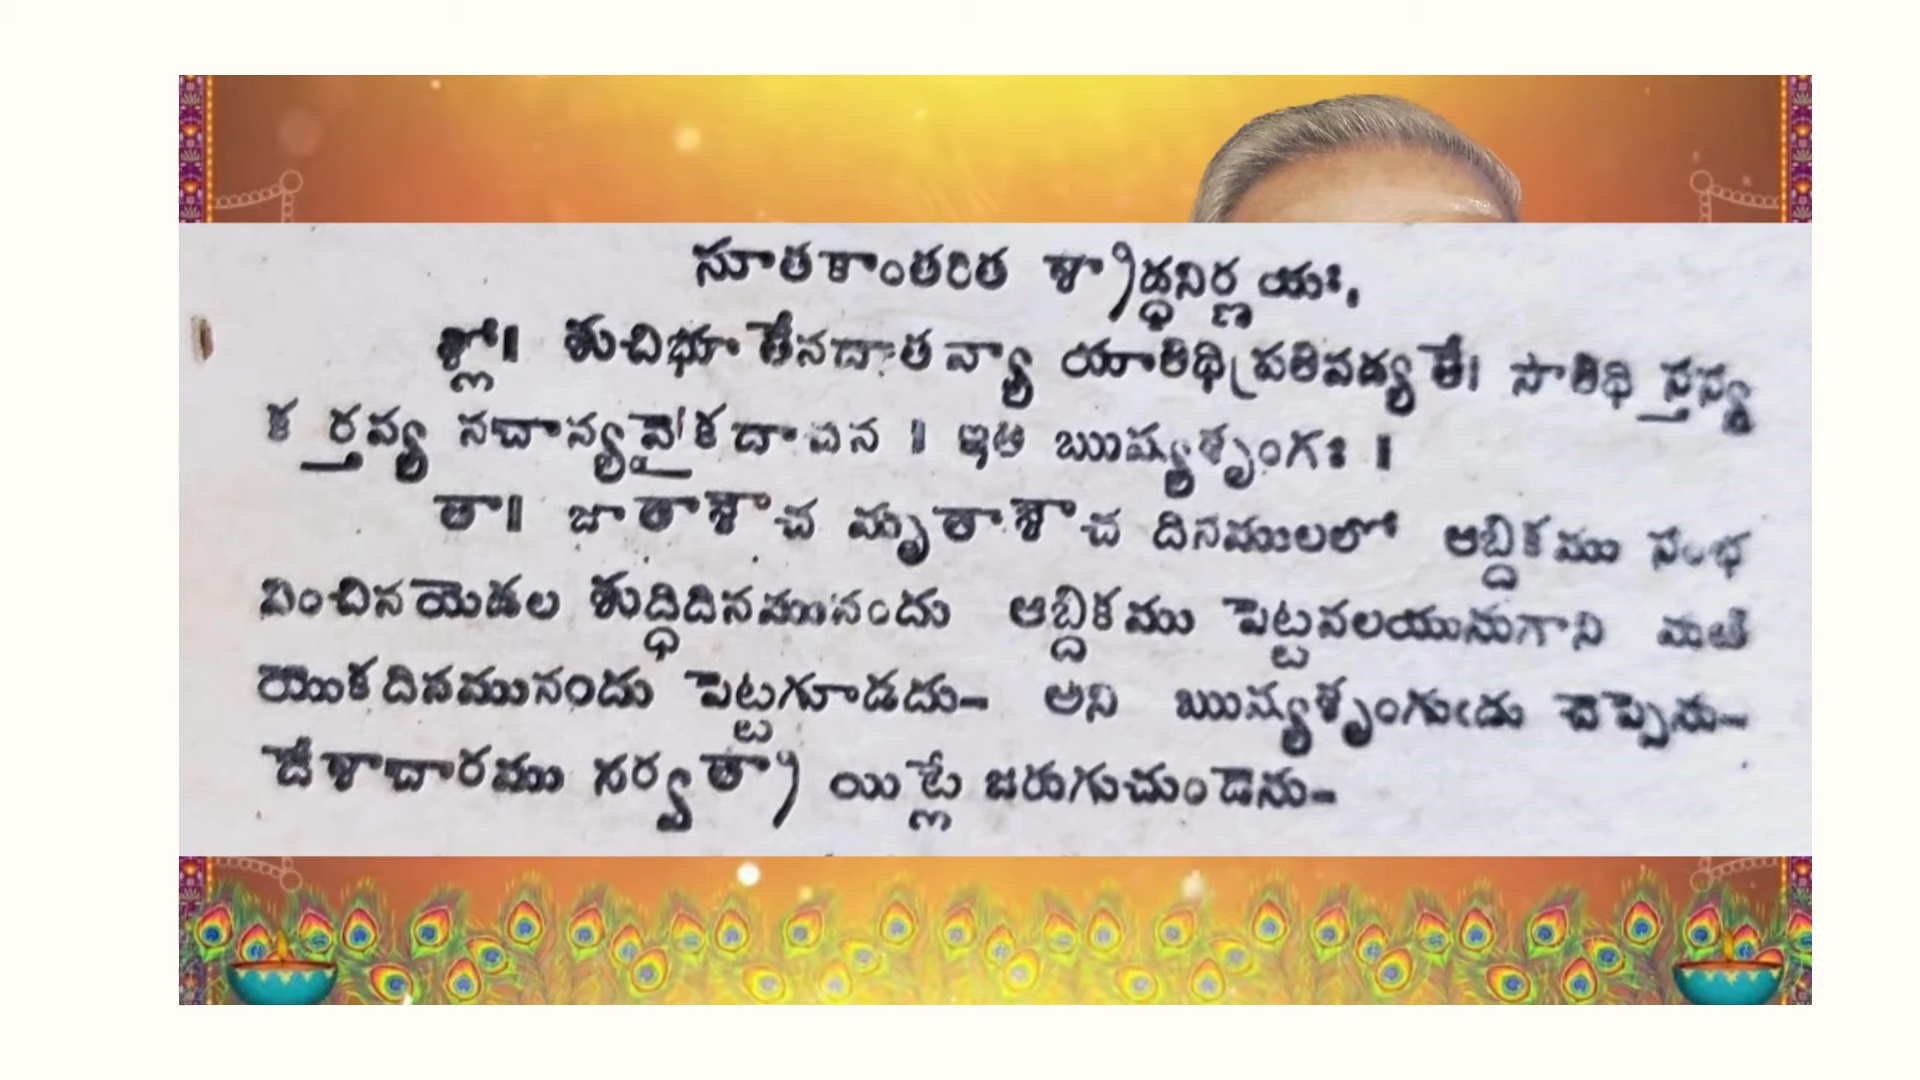 సూతకాంతరిత శ్రాద్ధనిర్ణయః.
శ్లో॥ శుచిభూతేనదాతవ్యా యాతిథిప్రతిపద్యతే। సాతిథిస్తస్య
కర్తవ్య నచాన్యవైకదాచన । ఇతి ఋష్యశృంగః ।
తా॥ జాతాశౌచ మృతాశౌచ దినములలో ఆబ్దికము సంభ
వించినయెడల శుద్ధిదినమునందు ఆబ్దికము పెట్టవలయునుగాని మఱి
యొకదినమునందు పెట్టగూడదు- అని ఋష్యశృంగుఁడు చెప్పెను-
దేశాచారము సర్వత్రా యిట్లే జరుగుచుండెను-